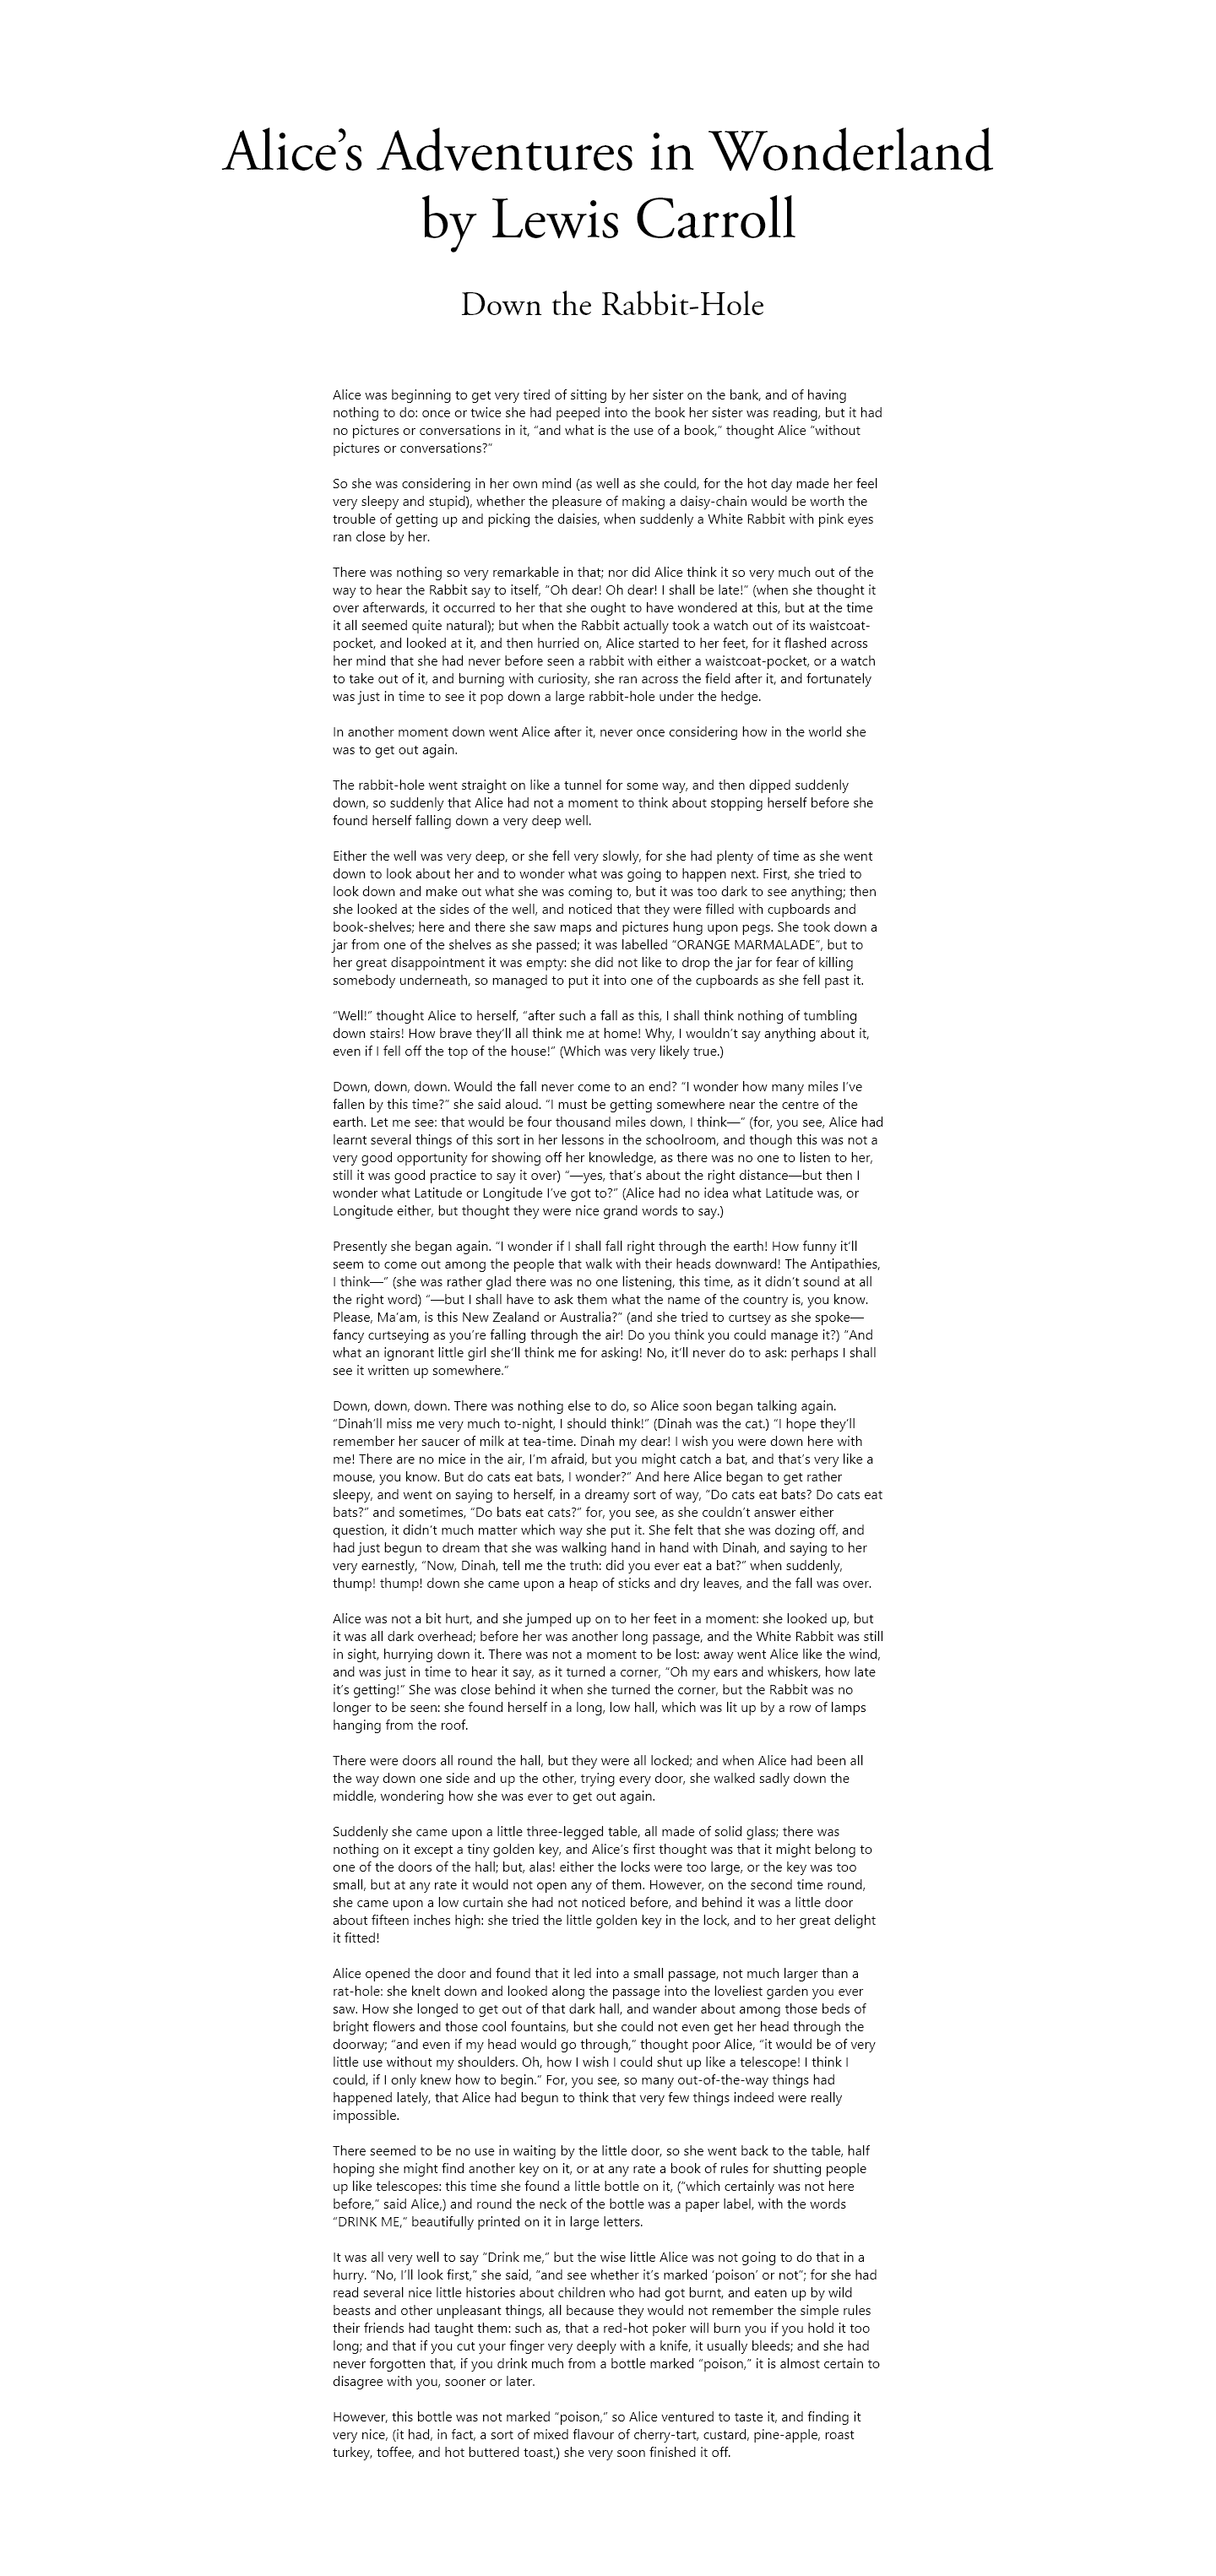 Alice’s Adventures in Wonderland
by Lewis Carroll
Down the Rabbit-Hole
Alice was beginning to get very tired of sitting by her sister on the bank, and of having
nothing to do: once or twice she had peeped into the book her sister was reading, but it had
no pictures or conversations in it, “and what is the use of a book,” thought Alice “without
pictures or conversations?”
So she was considering in her own mind (as well as she could, for the hot day made her feel
very sleepy and stupid), whether the pleasure of making a daisy-chain would be worth the
trouble of getting up and picking the daisies, when suddenly a White Rabbit with pink eyes
ran close by her.
There was nothing so very remarkable in that; nor did Alice think it so very much out of the
way to hear the Rabbit say to itself, “Oh dear! Oh dear! I shall be late!” (when she thought it
over afterwards, it occurred to her that she ought to have wondered at this, but at the time
it all seemed quite natural); but when the Rabbit actually took a watch out of its waistcoat-
pocket, and looked at it, and then hurried on, Alice started to her feet, for it flashed across
her mind that she had never before seen a rabbit with either a waistcoat-pocket, or a watch
to take out of it, and burning with curiosity, she ran across the field after it, and fortunately
was just in time to see it pop down a large rabbit-hole under the hedge.
In another moment down went Alice after it, never once considering how in the world she
was to get out again.
The rabbit-hole went straight on like a tunnel for some way, and then dipped suddenly
down, so suddenly that Alice had not a moment to think about stopping herself before she
found herself falling down a very deep well.
Either the well was very deep, or she fell very slowly, for she had plenty of time as she went
down to look about her and to wonder what was going to happen next. First, she tried to
look down and make out what she was coming to, but it was too dark to see anything; then
she looked at the sides of the well, and noticed that they were filled with cupboards and
book-shelves; here and there she saw maps and pictures hung upon pegs. She took down a
jar from one of the shelves as she passed; it was labelled “ORANGE MARMALADE”, but to
her great disappointment it was empty: she did not like to drop the jar for fear of killing
somebody underneath, so managed to put it into one of the cupboards as she fell past it.
“Well!” thought Alice to herself, “after such a fall as this, I shall think nothing of tumbling
down stairs! How brave they’ll all think me at home! Why, I wouldn’t say anything about it,
even if I fell off the top of the house!” (Which was very likely true.)
Down, down, down. Would the fall never come to an end? “I wonder how many miles I’ve
fallen by this time?” she said aloud. “I must be getting somewhere near the centre of the
earth. Let me see: that would be four thousand miles down, I think—” (for, you see, Alice had
learnt several things of this sort in her lessons in the schoolroom, and though this was not a
very good opportunity for showing off her knowledge, as there was no one to listen to her,
still it was good practice to say it over) “—yes, that’s about the right distance—but then I
wonder what Latitude or Longitude I’ve got to?” (Alice had no idea what Latitude was, or
Longitude either, but thought they were nice grand words to say.)
Presently she began again. “I wonder if I shall fall right through the earth! How funny it’ll
seem to come out among the people that walk with their heads downward! The Antipathies,
I think—” (she was rather glad there was no one listening, this time, as it didn’t sound at all
the right word) “—but I shall have to ask them what the name of the country is, you know.
Please, Ma’am, is this New Zealand or Australia?” (and she tried to curtsey as she spoke—
fancy curtseying as you’re falling through the air! Do you think you could manage it?) “And
what an ignorant little girl she’ll think me for asking! No, it’ll never do to ask: perhaps I shall
see it written up somewhere.”
Down, down, down. There was nothing else to do, so Alice soon began talking again.
“Dinah’ll miss me very much to-night, I should think!” (Dinah was the cat.) “I hope they’ll
remember her saucer of milk at tea-time. Dinah my dear! I wish you were down here with
me! There are no mice in the air, I’m afraid, but you might catch a bat, and that’s very like a
mouse, you know. But do cats eat bats, I wonder?” And here Alice began to get rather
sleepy, and went on saying to herself, in a dreamy sort of way, “Do cats eat bats? Do cats eat
bats?” and sometimes, “Do bats eat cats?” for, you see, as she couldn’t answer either
question, it didn’t much matter which way she put it. She felt that she was dozing off, and
had just begun to dream that she was walking hand in hand with Dinah, and saying to her
very earnestly, “Now, Dinah, tell me the truth: did you ever eat a bat?” when suddenly,
thump! thump! down she came upon a heap of sticks and dry leaves, and the fall was over.
Alice was not a bit hurt, and she jumped up on to her feet in a moment: she looked up, but
it was all dark overhead; before her was another long passage, and the White Rabbit was still
in sight, hurrying down it. There was not a moment to be lost: away went Alice like the wind,
and was just in time to hear it say, as it turned a corner, “Oh my ears and whiskers, how late
it’s getting!” She was close behind it when she turned the corner, but the Rabbit was no
longer to be seen: she found herself in a long, low hall, which was lit up by a row of lamps
hanging from the roof.
There were doors all round the hall, but they were all locked; and when Alice had been all
the way down one side and up the other, trying every door, she walked sadly down the
middle, wondering how she was ever to get out again.
Suddenly she came upon a little three-legged table, all made of solid glass; there was
nothing on it except a tiny golden key, and Alice’s first thought was that it might belong to
one of the doors of the hall; but, alas! either the locks were too large, or the key was too
small, but at any rate it would not open any of them. However, on the second time round,
she came upon a low curtain she had not noticed before, and behind it was a little door
about fifteen inches high: she tried the little golden key in the lock, and to her great delight
it fitted!
Alice opened the door and found that it led into a small passage, not much larger than a
rat-hole: she knelt down and looked along the passage into the loveliest garden you ever
saw. How she longed to get out of that dark hall, and wander about among those beds of
bright flowers and those cool fountains, but she could not even get her head through the
doorway; “and even if my head would go through,” thought poor Alice, “it would be of very
little use without my shoulders. Oh, how I wish I could shut up like a telescope! I think I
could, if I only knew how to begin.” For, you see, so many out-of-the-way things had
happened lately, that Alice had begun to think that very few things indeed were really
impossible.
There seemed to be no use in waiting by the little door, so she went back to the table, half
hoping she might find another key on it, or at any rate a book of rules for shutting people
up like telescopes: this time she found a little bottle on it, (“which certainly was not here
before,” said Alice,) and round the neck of the bottle was a paper label, with the words
“DRINK ME,” beautifully printed on it in large letters.
It was all very well to say “Drink me,” but the wise little Alice was not going to do that in a
hurry. “No, I’ll look first,” she said, “and see whether it’s marked ‘poison’ or not”; for she had
read several nice little histories about children who had got burnt, and eaten up by wild
beasts and other unpleasant things, all because they would not remember the simple rules
their friends had taught them: such as, that a red-hot poker will burn you if you hold it too
long; and that if you cut your finger very deeply with a knife, it usually bleeds; and she had
never forgotten that, if you drink much from a bottle marked “poison,” it is almost certain to
disagree with you, sooner or later.
However, this bottle was not marked “poison,” so Alice ventured to taste it, and finding it
very nice, (it had, in fact, a sort of mixed flavour of cherry-tart, custard, pine-apple, roast
turkey, toffee, and hot buttered toast,) she very soon finished it off.